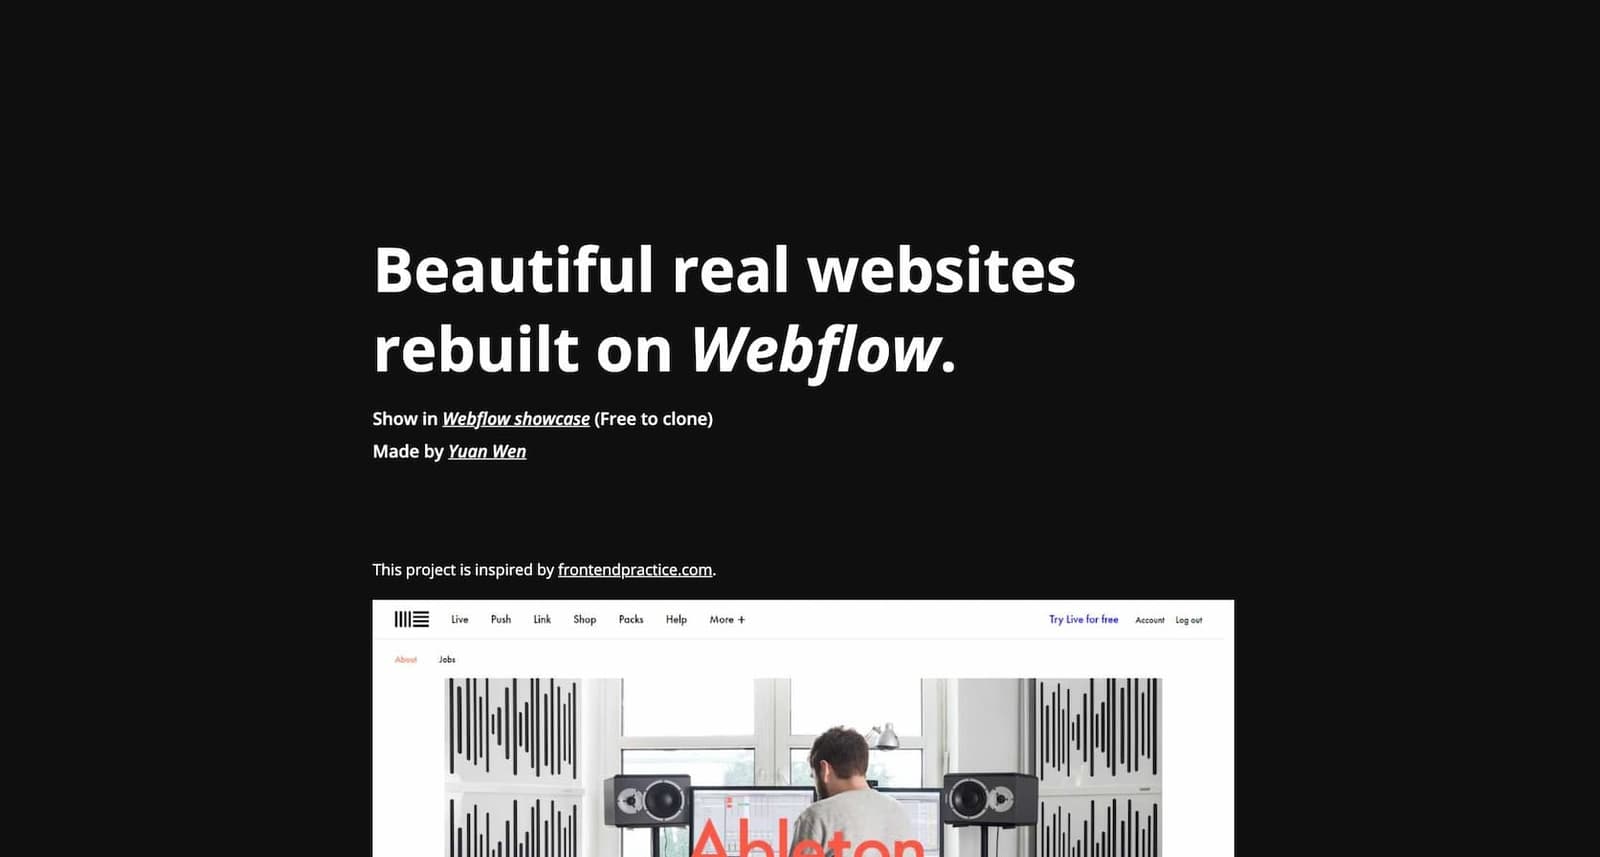 Beautiful real websites
rebuilt on Webflow.
Show in Webflow showcase (Free to clone)
Made by Yuan Wen
This project is inspired by frontendpractice.com.
Live Push Link Shop Packs Help More + Try Live for free Account Log out
About Jobs
Ableton